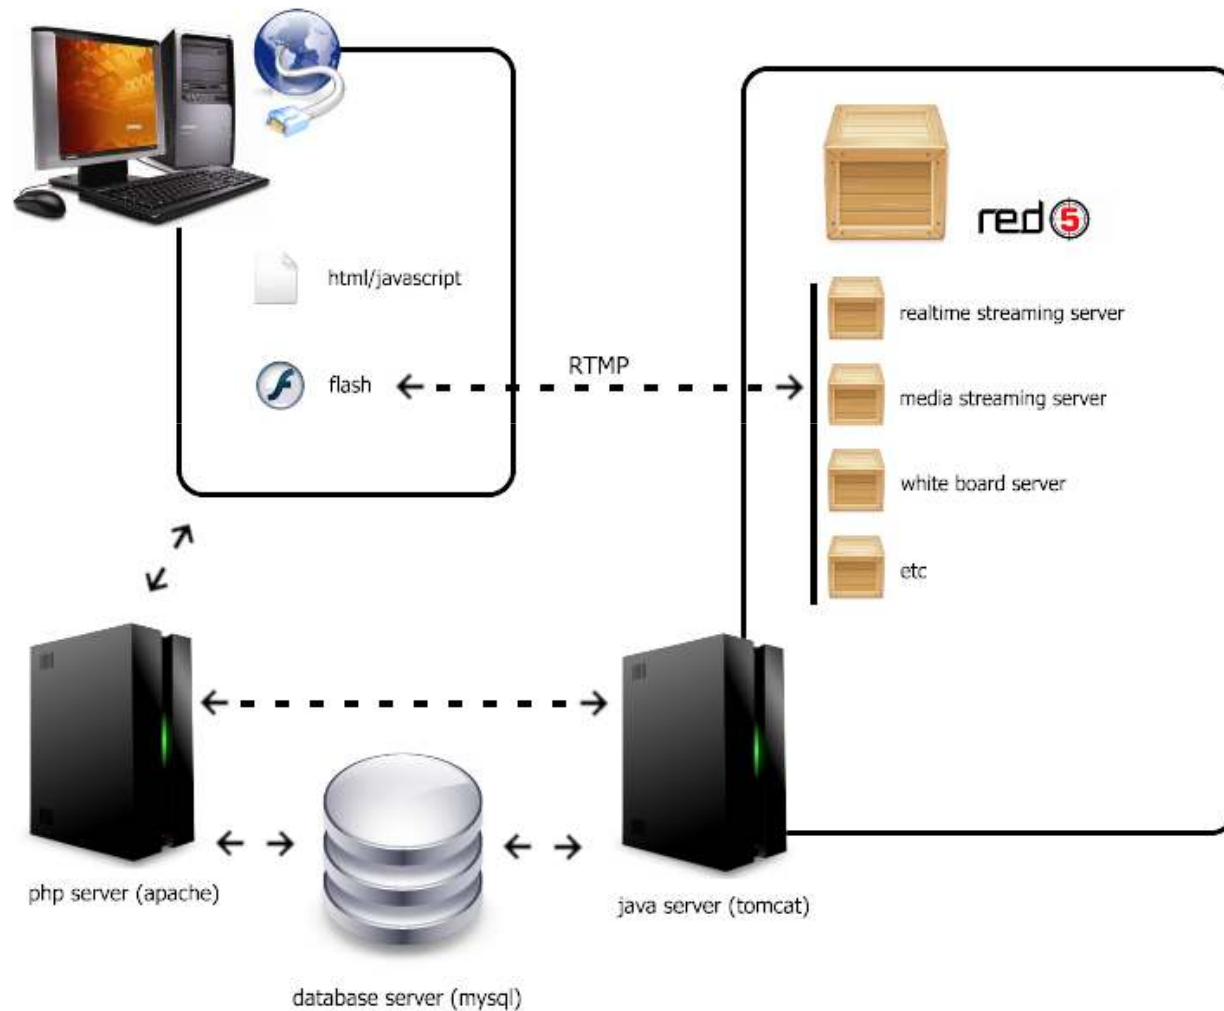 html/javascript
flash
RTMP
red5
realtime streaming server
media streaming server
white board server
etc
php server (apache)
java server (tomcat)
database server (mysql)